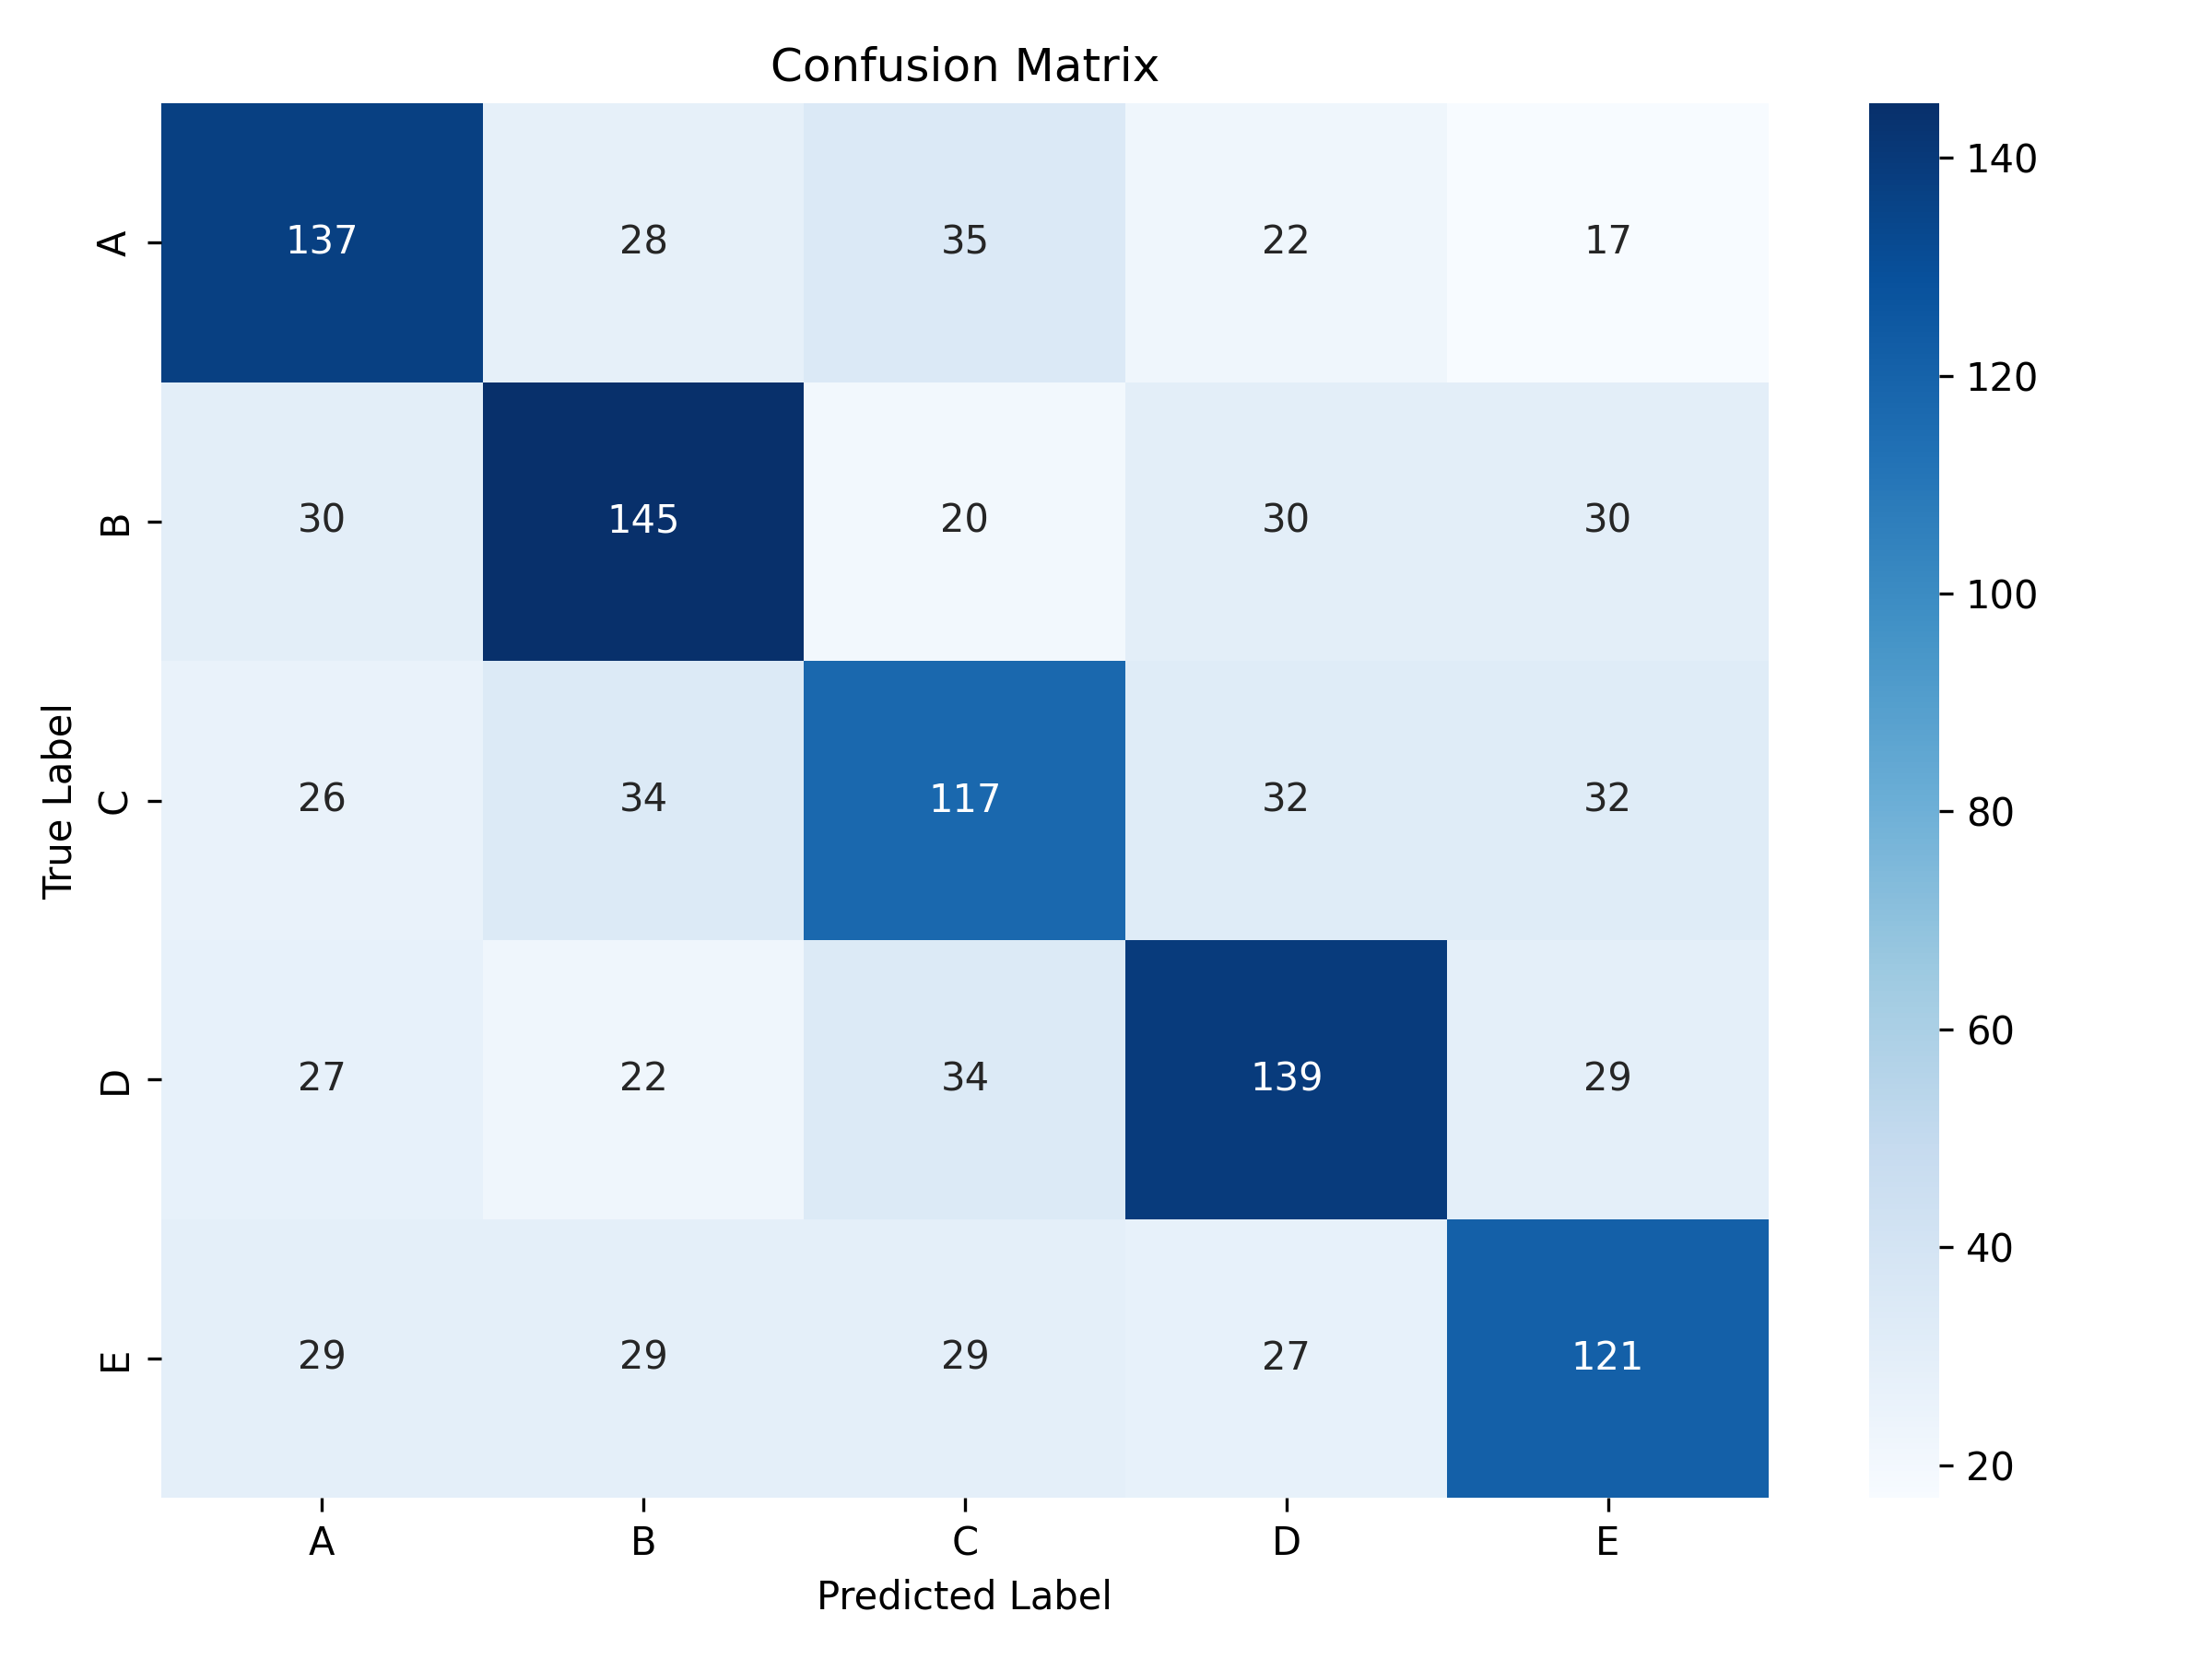 Confusion Matrix
True Label
A 137 28 35 22 17
B 30 145 20 30 30
C 26 34 117 32 32
D 27 22 34 139 29
E 29 29 29 27 121
A B C D E
Predicted Label
140
120
100
80
60
40
20